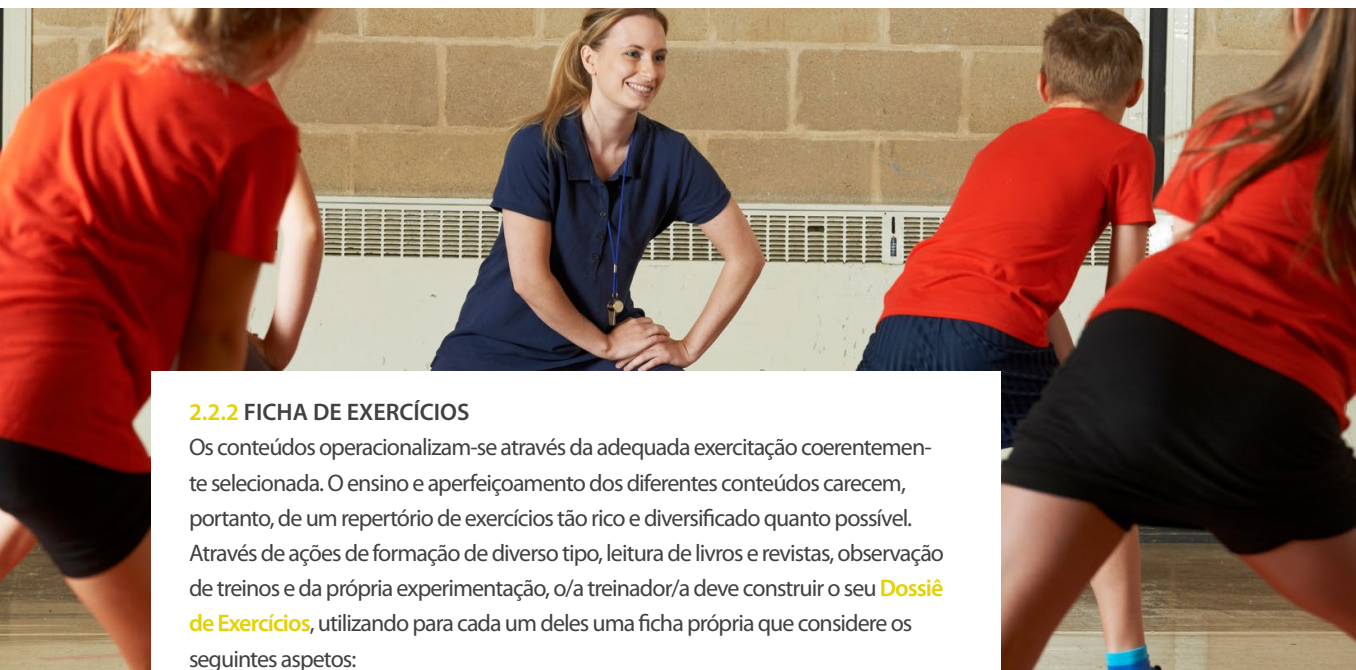 2.2.2 FICHA DE EXERCÍCIOS
Os conteúdos operacionalizam-se através da adequada exercitação coerentemen-
te selecionada. O ensino e aperfeiçoamento dos diferentes conteúdos carecem,
portanto, de um repertório de exercícios tão rico e diversificado quanto possível.
Através de ações de formação de diverso tipo, leitura de livros e revistas, observação
de treinos e da própria experimentação, o/a treinador/a deve construir o seu Dossiê
de Exercícios, utilizando para cada um deles uma ficha própria que considere os
seguintes aspetos: